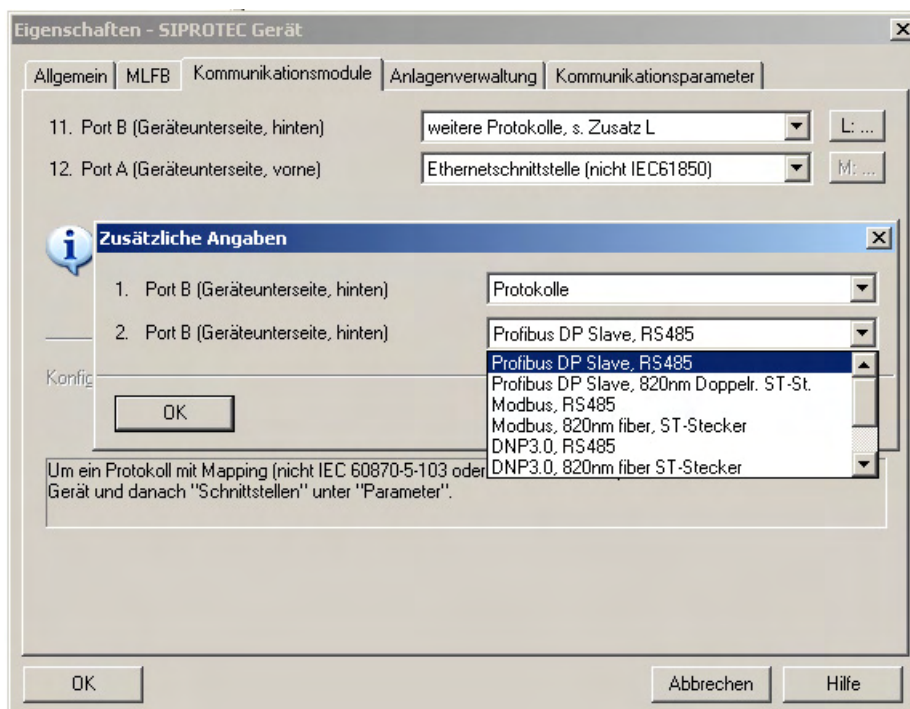 Eigenschaften - SIPROTEC Gerät
Allgemein MLFB Kommunikationsmodule Anlagenverwaltung Kommunikationsparameter
11. Port B (Geräteunterseite, hinten) weitere Protokolle, s. Zusatz L L: ...
12. Port A (Geräteunterseite, vorne) Ethernetschnittstelle (nicht IEC61850) M: ...
Zusätzliche Angaben
1. Port B (Geräteunterseite, hinten) Protokolle
2. Port B (Geräteunterseite, hinten) Profibus DP Slave, RS485
Profibus DP Slave, RS485
Profibus DP Slave, 820nm Doppelr. ST-St.
Modbus, RS485
Modbus, 820nm fiber, ST-Stecker
DNP3.0, RS485
DNP3.0, 820nm fiber ST-Stecker
Konfig
OK
Um ein Protokoll mit Mapping (nicht IEC 60870-5-103 oder
Gerät und danach "Schnittstellen" unter "Parameter".
OK Abbrechen Hilfe